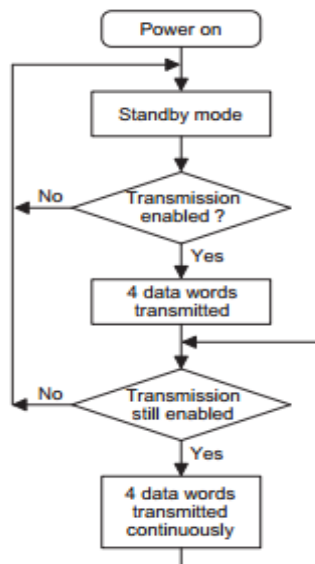 Power on
Standby mode
No
Transmission
enabled ?
Yes
4 data words
transmitted
No
Transmission
still enabled
Yes
4 data words
transmitted
continuously